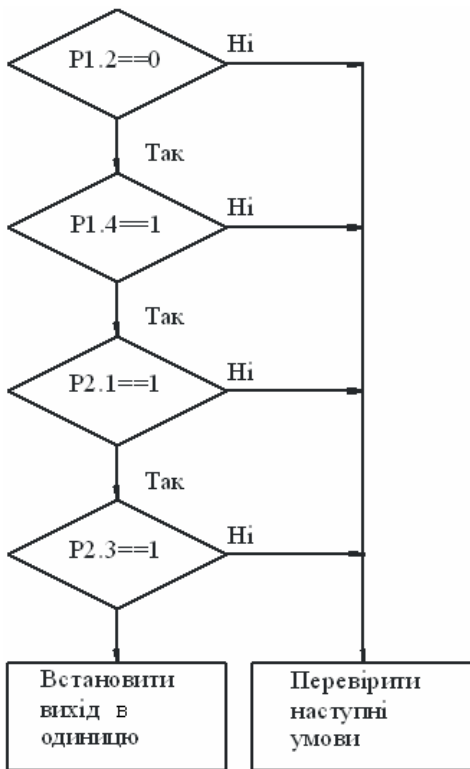 P1.2==0
Ні
Так
P1.4==1
Ні
Так
P2.1==1
Ні
Так
P2.3==1
Ні
Встановити
вихід в
одиницю
Перевірити
наступні
умови